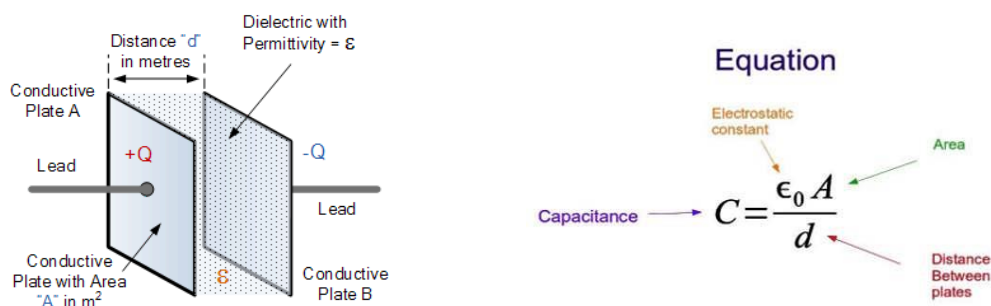 Dielectric with
Permittivity = ε
Distance "d"
in metres
Conductive
Plate A
+Q
-Q
Lead
Lead
Conductive
Plate with Area
"A" in m²
ε
Conductive
Plate B
Equation
Electrostatic
constant
Area
Capacitance
C = ϵ₀ A / d
Distance
Between
plates